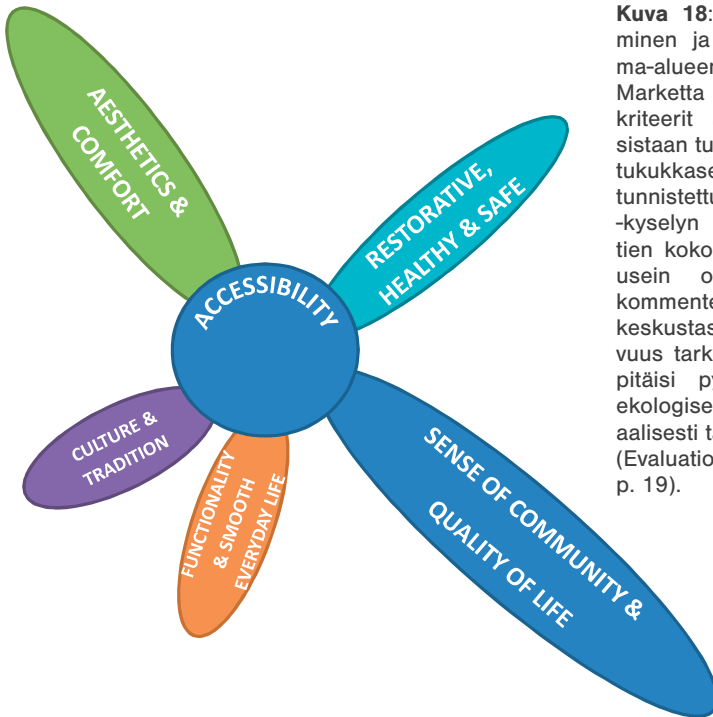 AESTHETICS &
COMFORT
RESTORATIVE,
HEALTHY & SAFE
ACCESSIBILITY
CULTURE &
TRADITION
FUNCTIONALITY
& SMOOTH
EVERYDAY LIFE
SENSE OF COMMUNITY &
QUALITY OF LIFE
Kuva 18:
minen ja
ma-alueen
Marketta
kriteerit
sistaan tu
tukukkase
tunnistettu
-kyselyn
tien koko
usein o
kommente
keskustas
vuus tark
pitäisi py
ekologise
aalisesti ta
(Evaluatio
p. 19).